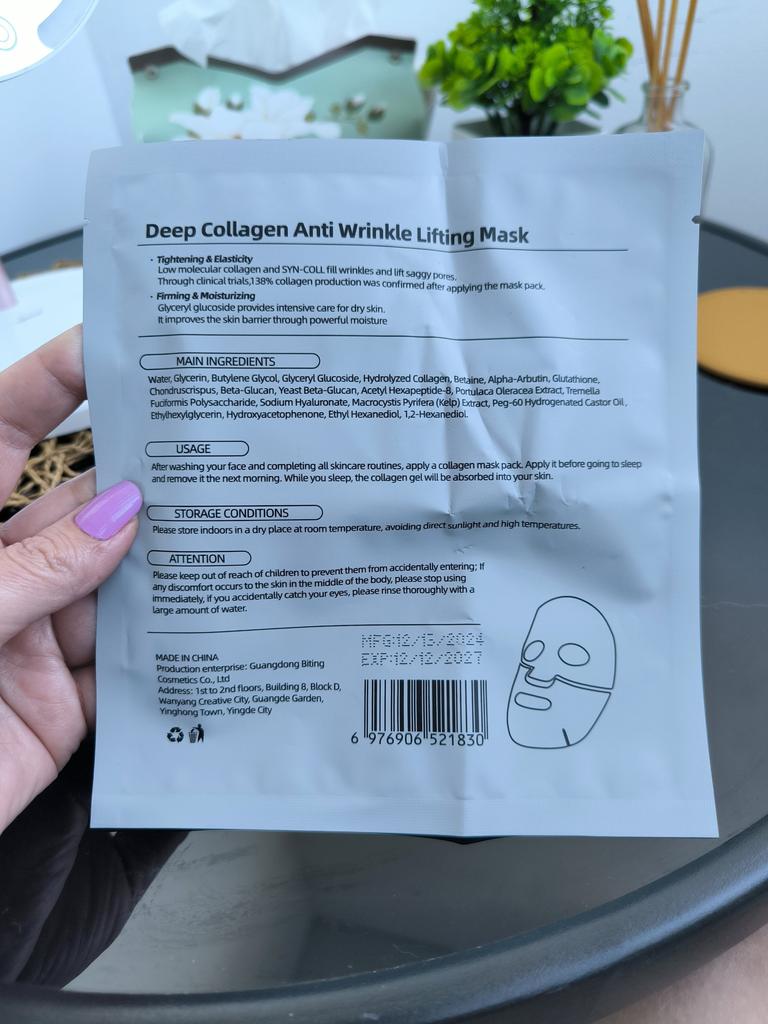 Deep Collagen Anti Wrinkle Lifting Mask
· Tightening & Elasticity
Low molecular collagen and SYN-COLL fill wrinkles and lift saggy pores.
Through clinical trials,138% collagen production was confirmed after applying the mask pack.
· Firming & Moisturizing
Glyceryl glucoside provides intensive care for dry skin.
It improves the skin barrier through powerful moisture
MAIN INGREDIENTS
Water, Glycerin, Butylene Glycol, Glyceryl Glucoside, Hydrolyzed Collagen, Betaine, Alpha-Arbutin, Glutathione,
Chondruscrispus, Beta-Glucan, Yeast Beta-Glucan, Acetyl Hexapeptide-8, Portulaca Oleracea Extract, Tremella
Fuciformis Polysaccharide, Sodium Hyaluronate, Macrocystis Pyrifera (Kelp) Extract, Peg-60 Hydrogenated Castor Oil,
Ethylhexylglycerin, Hydroxyacetophenone, Ethyl Hexanediol, 1,2-Hexanediol.
USAGE
After washing your face and completing all skincare routines, apply a collagen mask pack. Apply it before going to sleep
and remove it the next morning. While you sleep, the collagen gel will be absorbed into your skin.
STORAGE CONDITIONS
Please store indoors in a dry place at room temperature, avoiding direct sunlight and high temperatures.
ATTENTION
Please keep out of reach of children to prevent them from accidentally entering; If
any discomfort occurs to the skin in the middle of the body, please stop using
immediately, if you accidentally catch your eyes, please rinse thoroughly with a
large amount of water.
MADE IN CHINA
Production enterprise: Guangdong Biting
Cosmetics Co., Ltd
Address: 1st to 2nd floors, Building 8, Block D,
Wanyang Creative City, Guangde Garden,
Yinghong Town, Yingde City
MFG:12/13/2024
EXP:12/12/2027
6 976906 521830